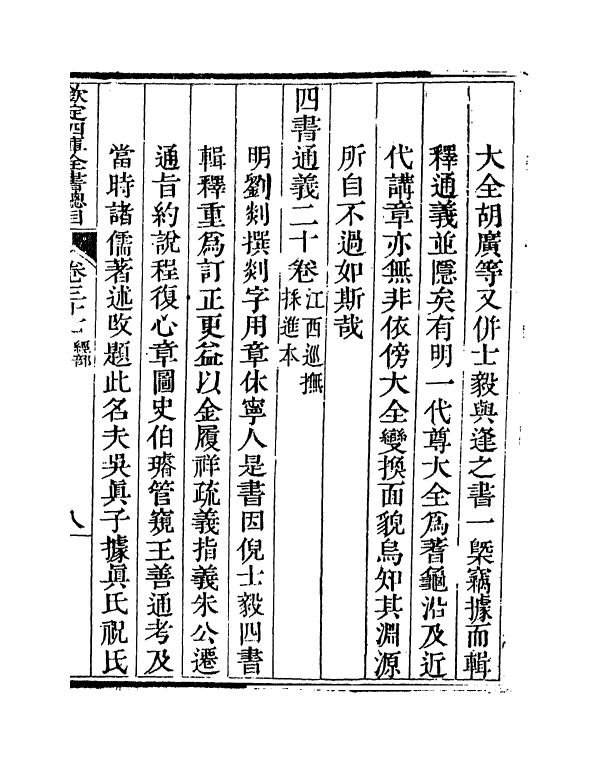 大全胡廣等又併士毅與逢之書一槩竊據而輯
釋通義並隱矣有明一代尊大全爲蓍龜沿及近
代講章亦無非依傍大全變換面貌烏知其淵源
所自不過如斯哉
四書通義二十卷江西巡撫採進本
明劉剡撰剡字用章休寧人是書因倪士毅四書
輯釋重爲訂正更益以金履祥疏義指義朱公遷
通旨約說程復心章圖史伯璿管窺王善通考及
當時諸儒著述攺題此名夫吳眞子據眞氏祝氏
欽定四庫全書總目 卷三十七 經部 八